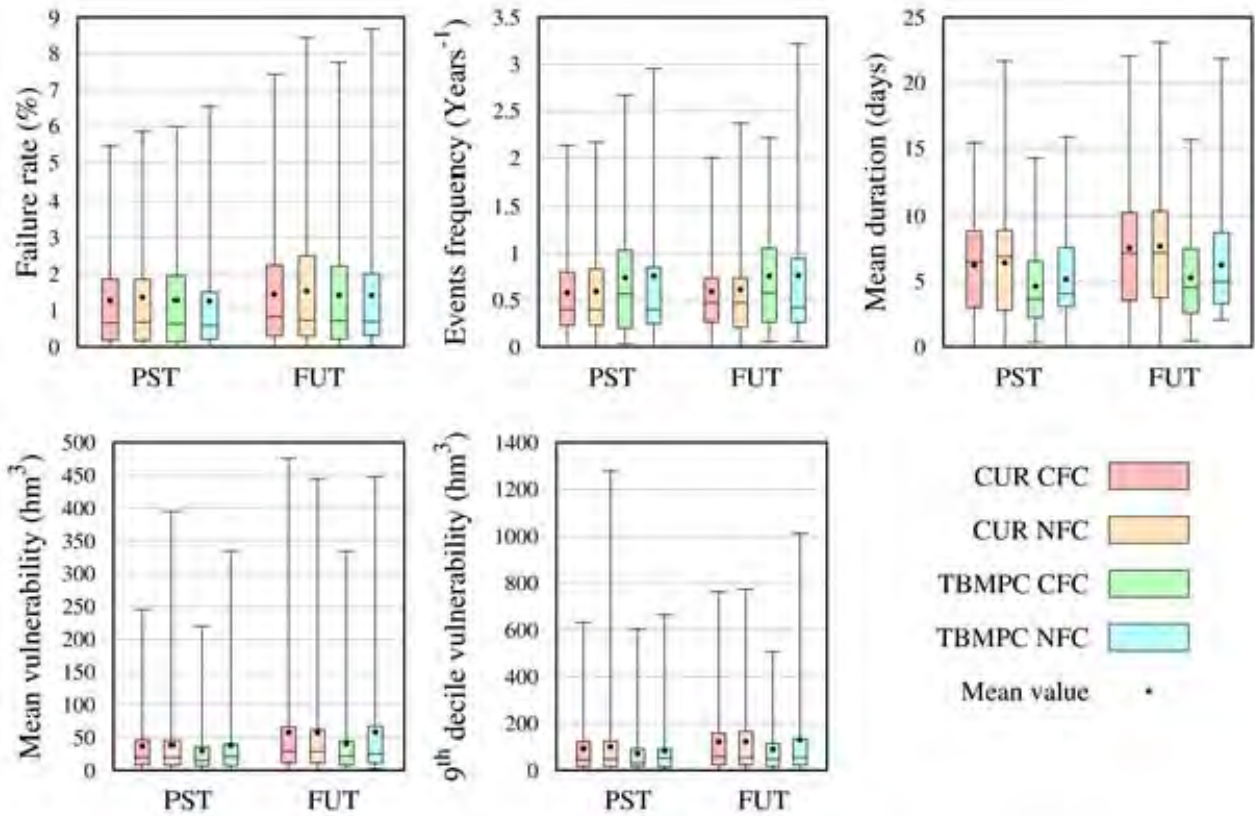 Failure rate (%)
9
8
7
6
5
4
3
2
1
0
PST FUT
Events frequency (Years⁻¹)
3.5
3
2.5
2
1.5
1
0.5
0
PST FUT
Mean duration (days)
25
20
15
10
5
0
PST FUT
Mean vulnerability (hm³)
500
450
400
350
300
250
200
150
100
50
0
PST FUT
9ᵗʰ decile vulnerability (hm³)
1400
1200
1000
800
600
400
200
0
PST FUT
CUR CFC
CUR NFC
TBMPC CFC
TBMPC NFC
Mean value